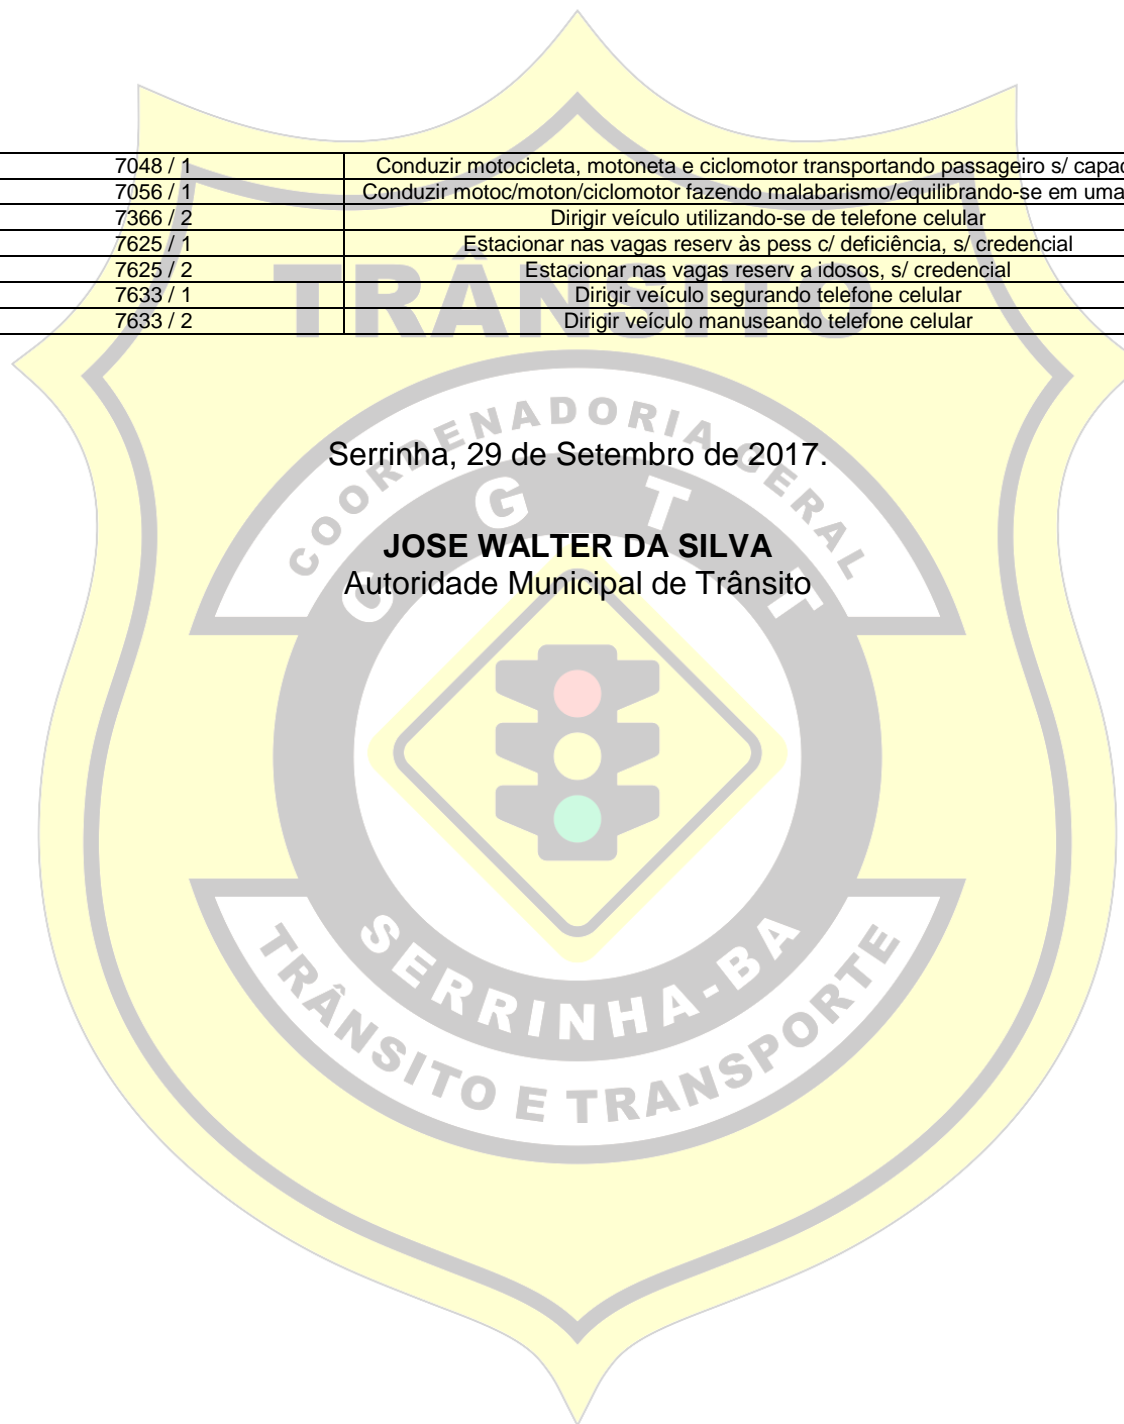 7048 / 1 Conduzir motocicleta, motoneta e ciclomotor transportando passageiro s/
7056 / 1 Conduzir motoc/moton/ciclomotor fazendo malabarismo/equilibrando-se em uma
7366 / 2 Dirigir veículo utilizando-se de telefone celular
7625 / 1 Estacionar nas vagas reserv às pess c/ deficiência, s/ credencial
7625 / 2 Estacionar nas vagas reserv a idosos, s/ credencial
7633 / 1 Dirigir veículo segurando telefone celular
7633 / 2 Dirigir veículo manuseando telefone celular
TRÂNSITO
COORDENADORIA GERAL
Serrinha, 29 de Setembro de 2017.
C G T T
JOSE WALTER DA SILVA
Autoridade Municipal de Trânsito
SERRINHA-BA
TRÂNSITO E TRANSPORTE